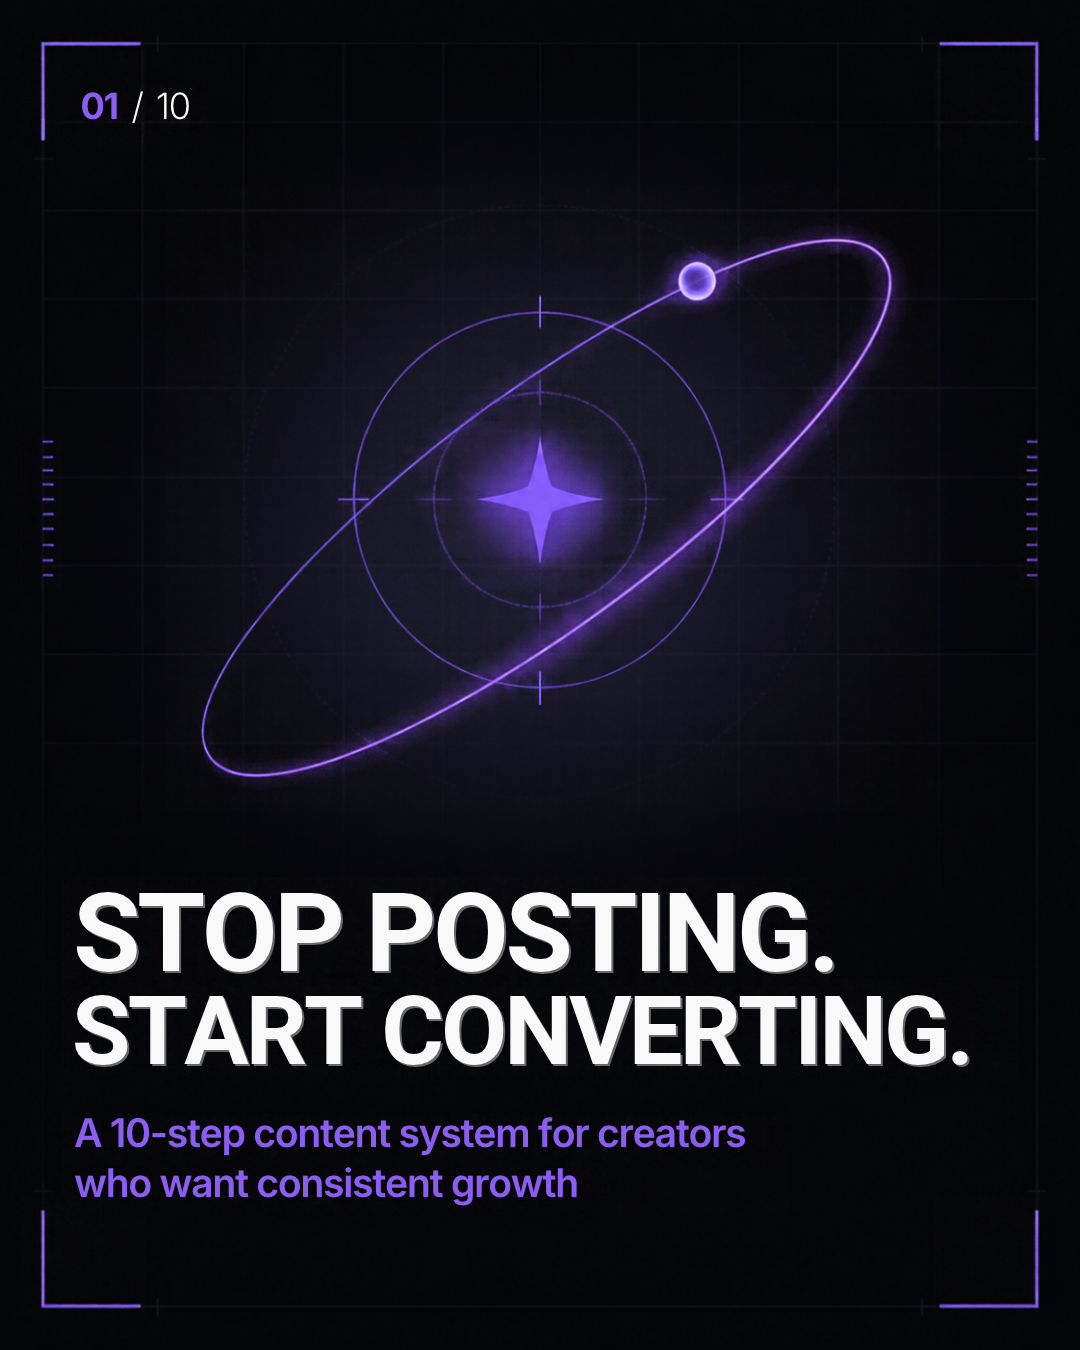 01 / 10
STOP POSTING.
START CONVERTING.
A 10-step content system for creators
who want consistent growth